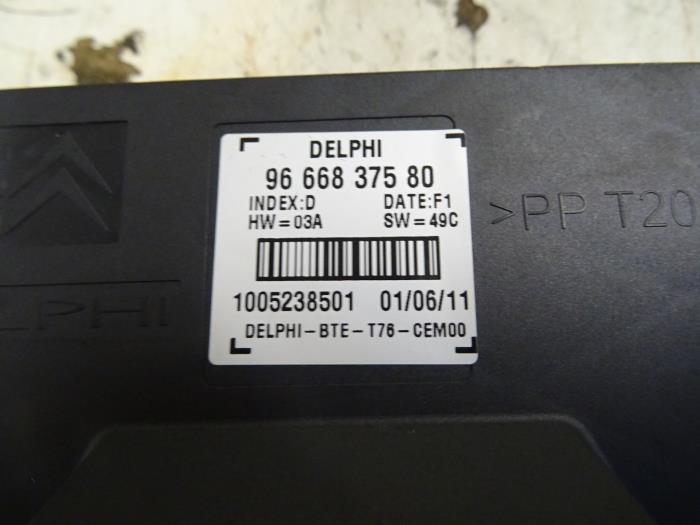 DELPHI
96 668 375 80
INDEX:D DATE:F1
HW=03A SW=49C
1005238501 01/06/11
DELPHI-BTE-T76-CEM00
>PP T20
LPHI